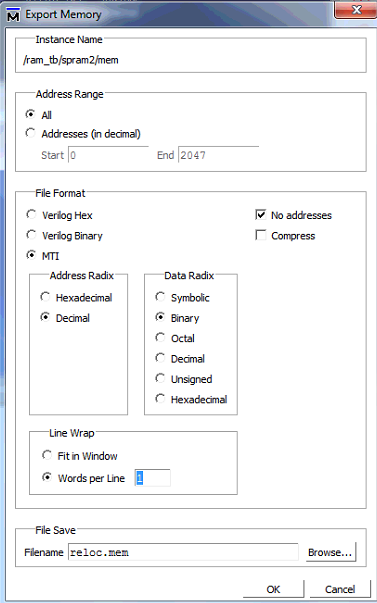 Export Memory
Instance Name
/ram_tb/spram2/mem
Address Range
All
Addresses (in decimal)
Start 0 End 2047
File Format
Verilog Hex No addresses
Verilog Binary Compress
MTI
Address Radix Data Radix
Hexadecimal Symbolic
Decimal Binary
Octal
Decimal
Unsigned
Hexadecimal
Line Wrap
Fit in Window
Words per Line 1
File Save
Filename reloc.mem Browse...
OK Cancel